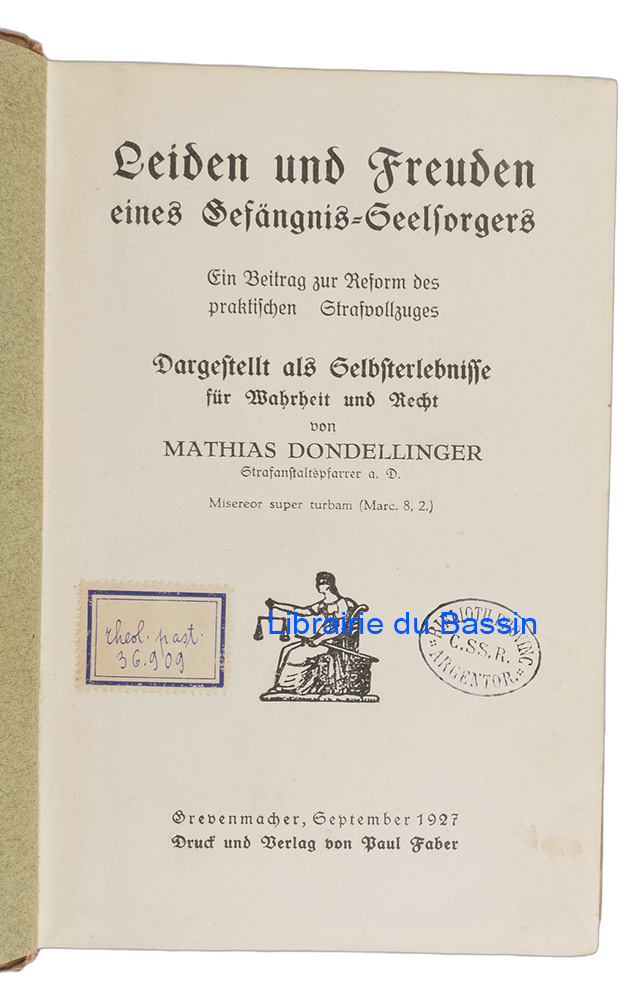 Leiden und Freuden
eines Gefängnis-Seelsorgers
Ein Beitrag zur Reform des
praktischen Strafvollzuges
Dargestellt als Selbsterlebnisse
für Wahrheit und Recht
von
MATHIAS DONDELLINGER
Strafanstaltspfarrer a. D.
Misereor super turbam (Marc. 8, 2.)
theol. past.
36.909
Librairie du Bassin
C.SS.R.
ARGENTOR.
Grevenmacher, September 1927
Druck und Verlag von Paul Faber